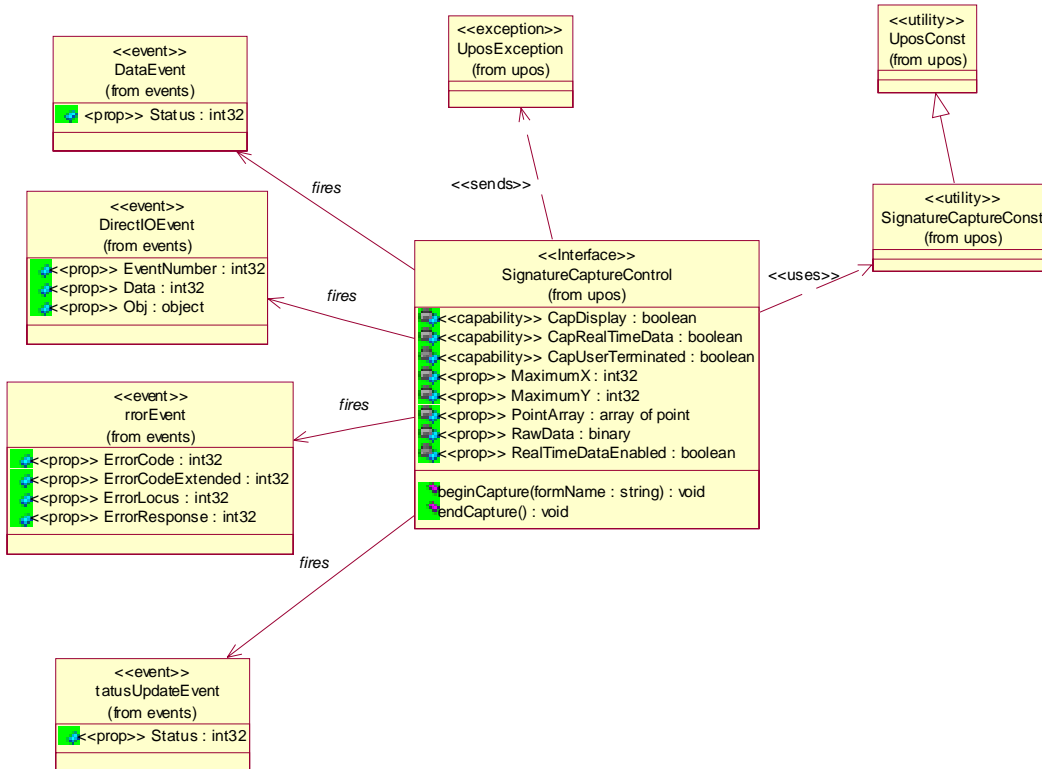 <<event>>
DataEvent
(from events)
<prop>> Status : int32
<<exception>>
UposException
(from upos)
<<utility>>
UposConst
(from upos)
fires
<<sends>>
<<event>>
DirectIOEvent
(from events)
<<prop>> EventNumber : int32
<<prop>> Data : int32
<<prop>> Obj : object
fires
<<utility>>
SignatureCaptureConst
(from upos)
<<uses>>
<<Interface>>
SignatureCaptureControl
(from upos)
<<capability>> CapDisplay : boolean
<<capability>> CapRealTimeData : boolean
<<capability>> CapUserTerminated : boolean
<<prop>> MaximumX : int32
<<prop>> MaximumY : int32
<<prop>> PointArray : array of point
<<prop>> RawData : binary
<<prop>> RealTimeDataEnabled : boolean
beginCapture(formName : string) : void
endCapture() : void
fires
<<event>>
rrorEvent
(from events)
<<prop>> ErrorCode : int32
<<prop>> ErrorCodeExtended : int32
<<prop>> ErrorLocus : int32
<<prop>> ErrorResponse : int32
fires
<<event>>
tatusUpdateEvent
(from events)
<<prop>> Status : int32